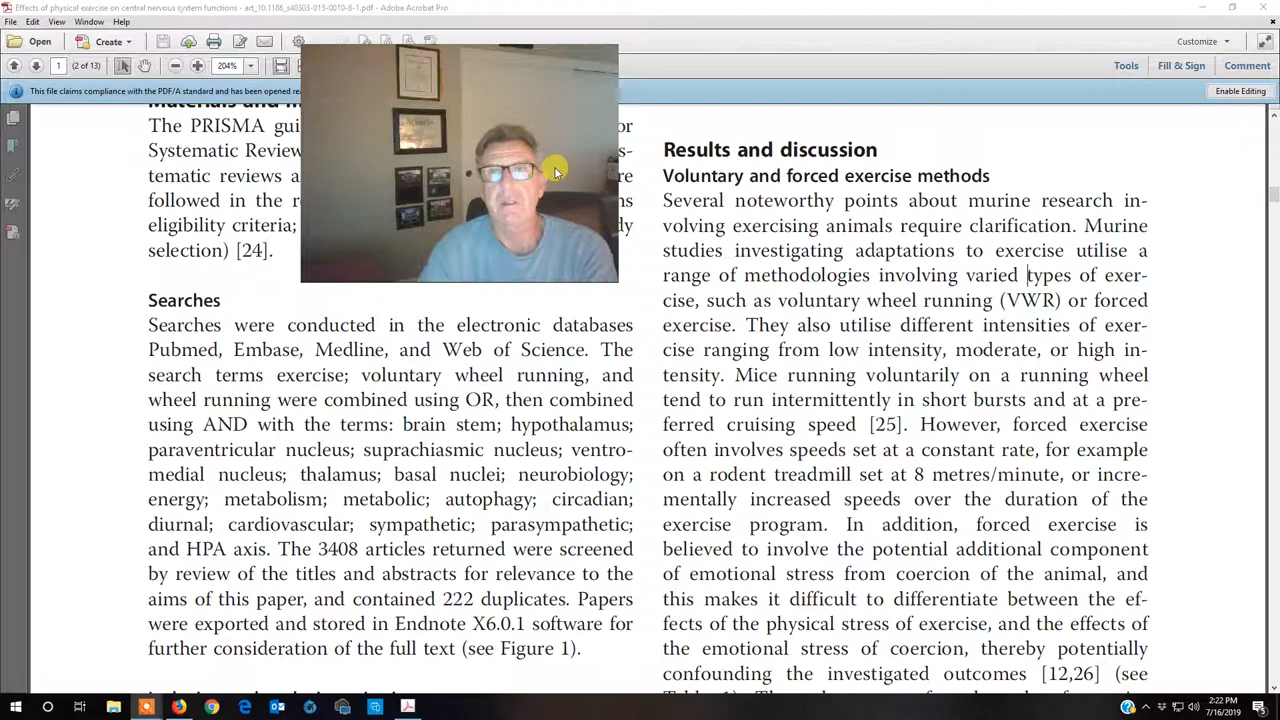 Effects of physical exercise on central nervous system functions - art_10.1186_s40303-015-0010-8-1.pdf - Adobe Acrobat Pro
File Edit View Window Help
Open Create Customize
1 (2 of 13) 204% Tools Fill & Sign Comment
This file claims compliance with the PDF/A standard and has been opened rea Enable Editing
Materials and m
The PRISMA gui or
Systematic Review s-
tematic reviews a re
followed in the r ns
eligibility criteria; dy
selection) [24].
Searches
Searches were conducted in the electronic databases
Pubmed, Embase, Medline, and Web of Science. The
search terms exercise; voluntary wheel running, and
wheel running were combined using OR, then combined
using AND with the terms: brain stem; hypothalamus;
paraventricular nucleus; suprachiasmic nucleus; ventro-
medial nucleus; thalamus; basal nuclei; neurobiology;
energy; metabolism; metabolic; autophagy; circadian;
diurnal; cardiovascular; sympathetic; parasympathetic;
and HPA axis. The 3408 articles returned were screened
by review of the titles and abstracts for relevance to the
aims of this paper, and contained 222 duplicates. Papers
were exported and stored in Endnote X6.0.1 software for
further consideration of the full text (see Figure 1).
Results and discussion
Voluntary and forced exercise methods
Several noteworthy points about murine research in-
volving exercising animals require clarification. Murine
studies investigating adaptations to exercise utilise a
range of methodologies involving varied types of exer-
cise, such as voluntary wheel running (VWR) or forced
exercise. They also utilise different intensities of exer-
cise ranging from low intensity, moderate, or high in-
tensity. Mice running voluntarily on a running wheel
tend to run intermittently in short bursts and at a pre-
ferred cruising speed [25]. However, forced exercise
often involves speeds set at a constant rate, for example
on a rodent treadmill set at 8 metres/minute, or incre-
mentally increased speeds over the duration of the
exercise program. In addition, forced exercise is
believed to involve the potential additional component
of emotional stress from coercion of the animal, and
this makes it difficult to differentiate between the ef-
fects of the physical stress of exercise, and the effects of
the emotional stress of coercion, thereby potentially
confounding the investigated outcomes [12,26] (see
2:22 PM
7/16/2019